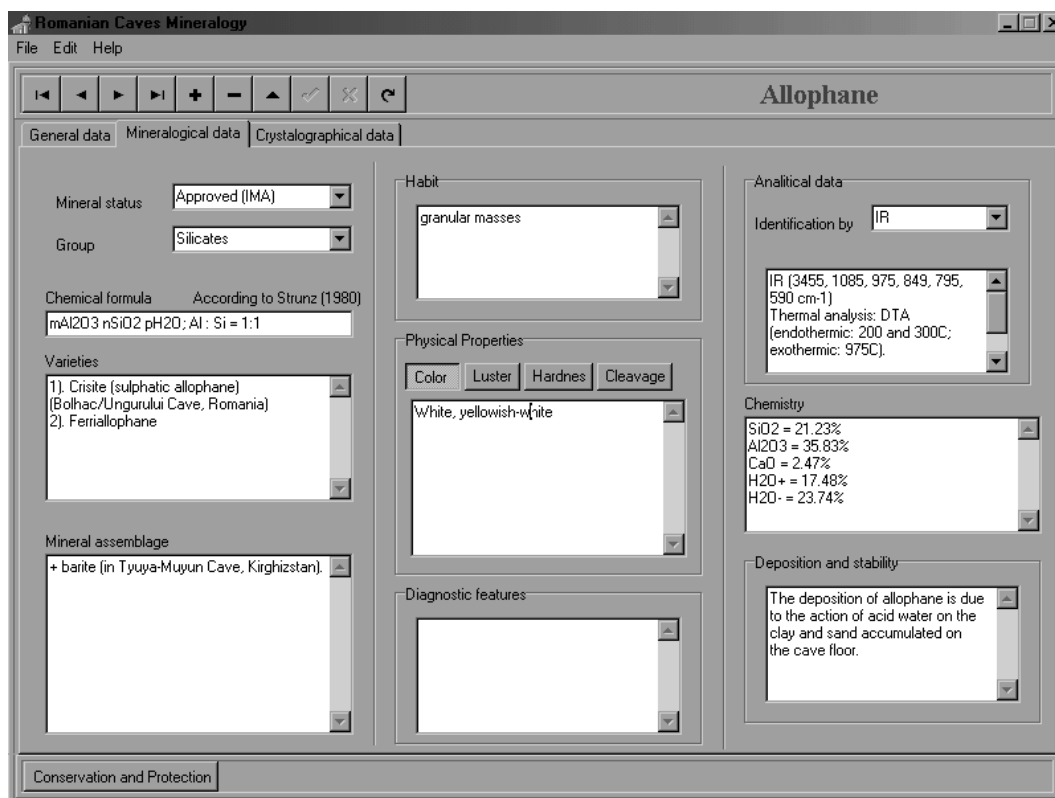 Romanian Caves Mineralogy
File Edit Help
Allophane
General data Mineralogical data Crystalographical data
Mineral status Approved (IMA)
Group Silicates
Chemical formula According to Strunz (1980)
mAl2O3 nSiO2 pH2O; Al : Si = 1:1
Varieties
1). Crisite (sulphatic allophane)
(Bolhac/Ungurului Cave, Romania)
2). Ferriallophane
Mineral assemblage
+ barite (in Tyuya-Muyun Cave, Kirghizstan).
Habit
granular masses
Physical Properties
Color Luster Hardnes Cleavage
White, yellowish-white
Diagnostic features
Analitical data
Identification by IR
IR (3455, 1085, 975, 849, 795,
590 cm-1)
Thermal analysis: DTA
(endothermic: 200 and 300C;
exothermic: 975C).
Chemistry
SiO2 = 21.23%
Al2O3 = 35.83%
CaO = 2.47%
H2O+ = 17.48%
H2O- = 23.74%
Deposition and stability
The deposition of allophane is due
to the action of acid water on the
clay and sand accumulated on
the cave floor.
Conservation and Protection